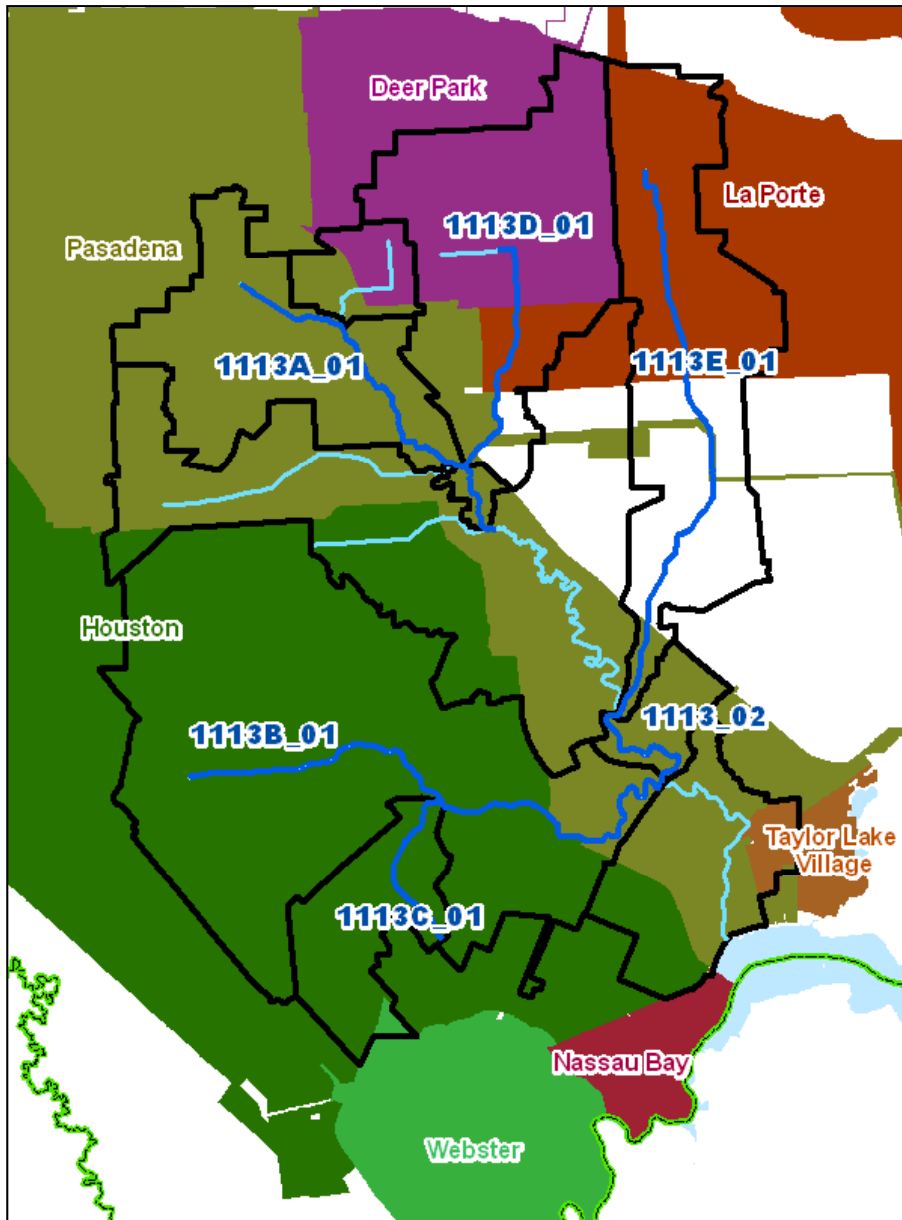 Deer Park
La Porte
1113D_01
Pasadena
1113A_01
1113E_01
Houston
1113_02
1113B_01
Taylor Lake
Village
1113C_01
Nassau Bay
Webster